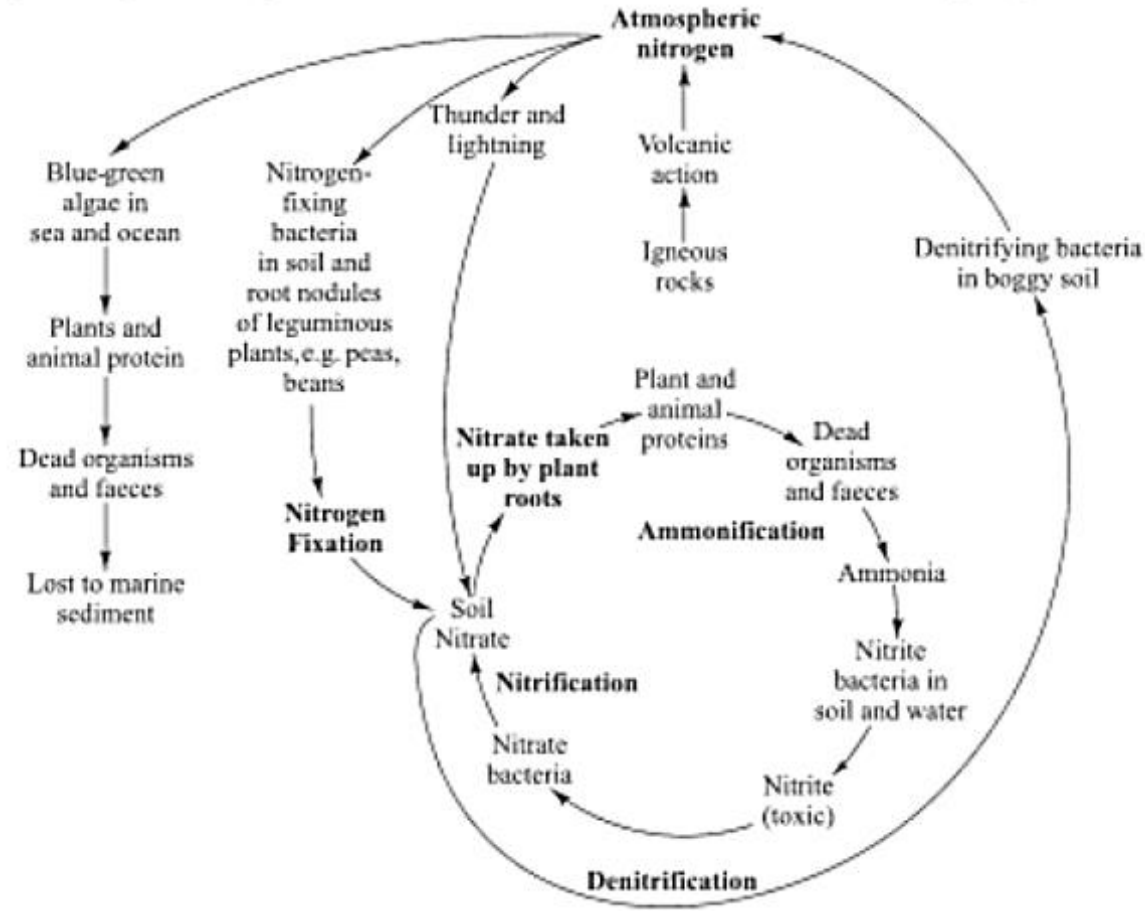 Atmospheric
nitrogen
Thunder and
lightning
Volcanic
action
Igneous
rocks
Blue-green
algae in
sea and ocean
Nitrogen-
fixing
bacteria
in soil and
root nodules
of leguminous
plants, e.g. peas,
beans
Denitrifying bacteria
in boggy soil
Plants and
animal protein
Dead organisms
and faeces
Lost to marine
sediment
Nitrogen
Fixation
Soil
Nitrate
Nitrate taken
up by plant
roots
Plant and
animal
proteins
Dead
organisms
and faeces
Ammonification
Ammonia
Nitrite
bacteria in
soil and water
Nitrite
(toxic)
Nitrate
bacteria
Nitrification
Denitrification